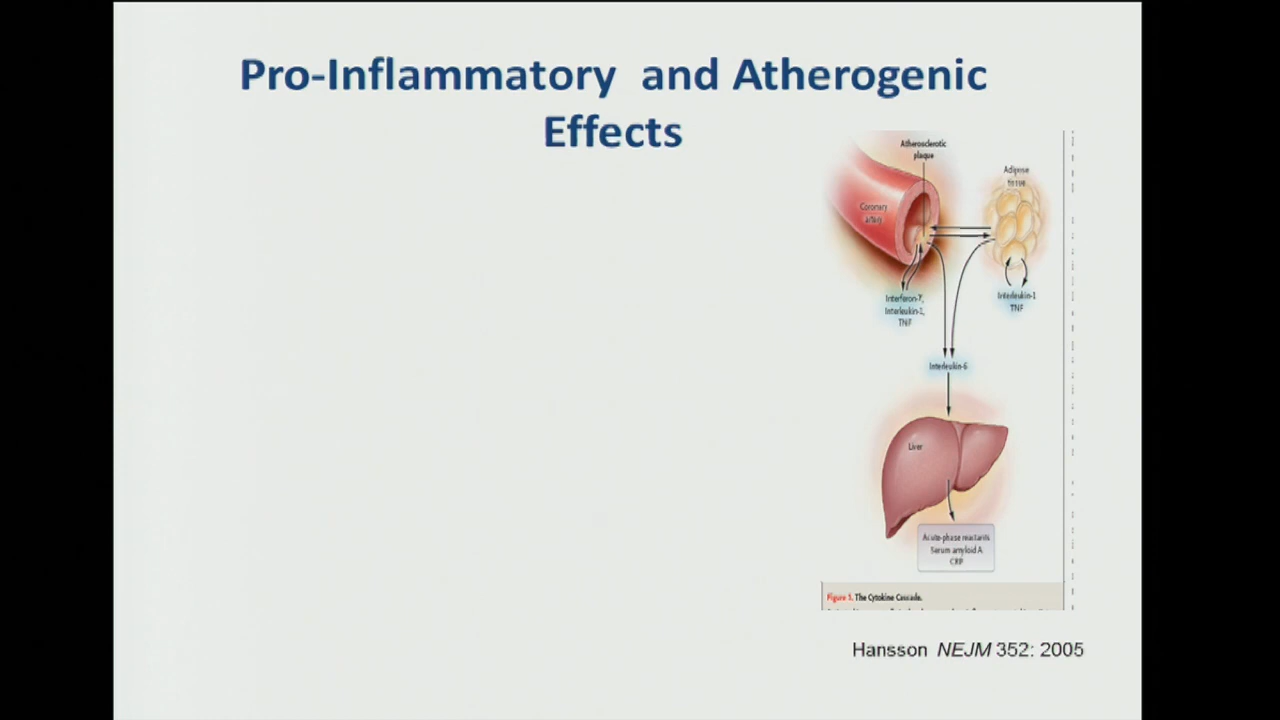 Pro-Inflammatory and Atherogenic
Effects
Atherosclerotic
plaque
Adipose
tissue
Coronary
artery
Interferon-γ,
Interleukin-1,
TNF
Interleukin-1
TNF
Interleukin-6
Liver
Acute-phase reactants
Serum amyloid A
CRP
Figure 3. The Cytokine Cascade.
Hansson NEJM 352: 2005